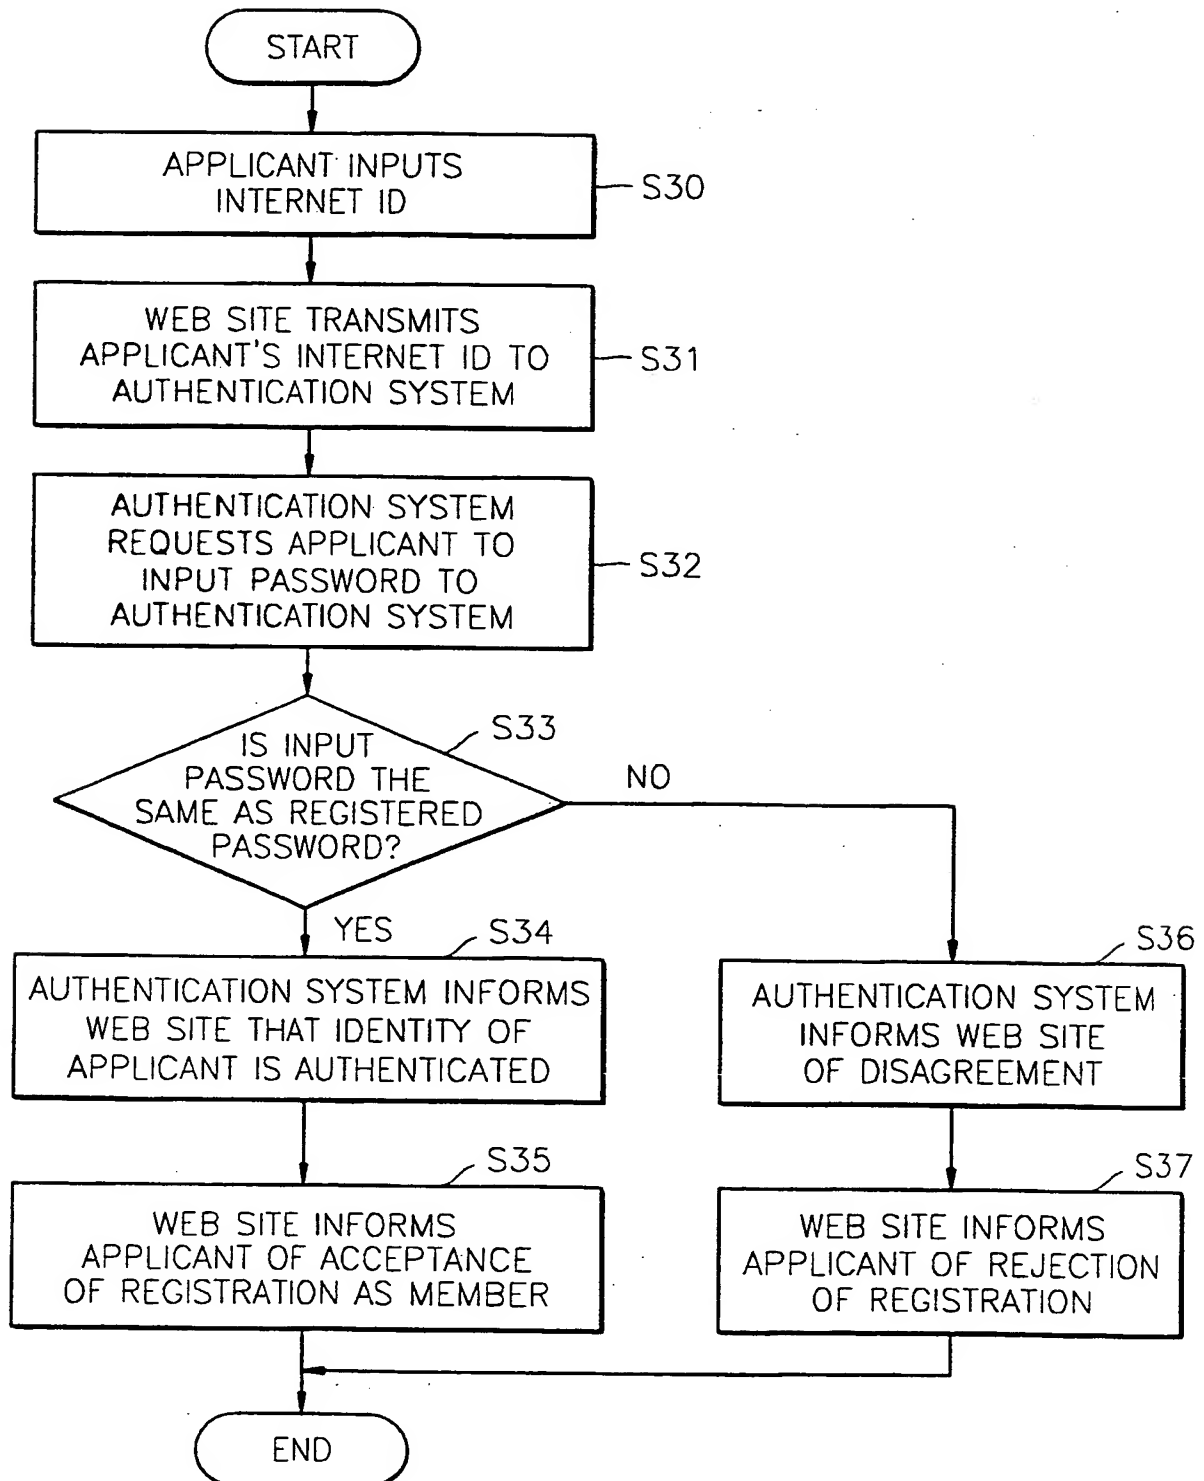 START
APPLICANT INPUTS
INTERNET ID
S30
WEB SITE TRANSMITS
APPLICANT'S INTERNET ID TO
AUTHENTICATION SYSTEM
S31
AUTHENTICATION SYSTEM
REQUESTS APPLICANT TO
INPUT PASSWORD TO
AUTHENTICATION SYSTEM
S32
S33
IS INPUT
PASSWORD THE
SAME AS REGISTERED
PASSWORD?
NO
YES
S34
AUTHENTICATION SYSTEM INFORMS
WEB SITE THAT IDENTITY OF
APPLICANT IS AUTHENTICATED
S36
AUTHENTICATION SYSTEM
INFORMS WEB SITE
OF DISAGREEMENT
S35
WEB SITE INFORMS
APPLICANT OF ACCEPTANCE
OF REGISTRATION AS MEMBER
S37
WEB SITE INFORMS
APPLICANT OF REJECTION
OF REGISTRATION
END